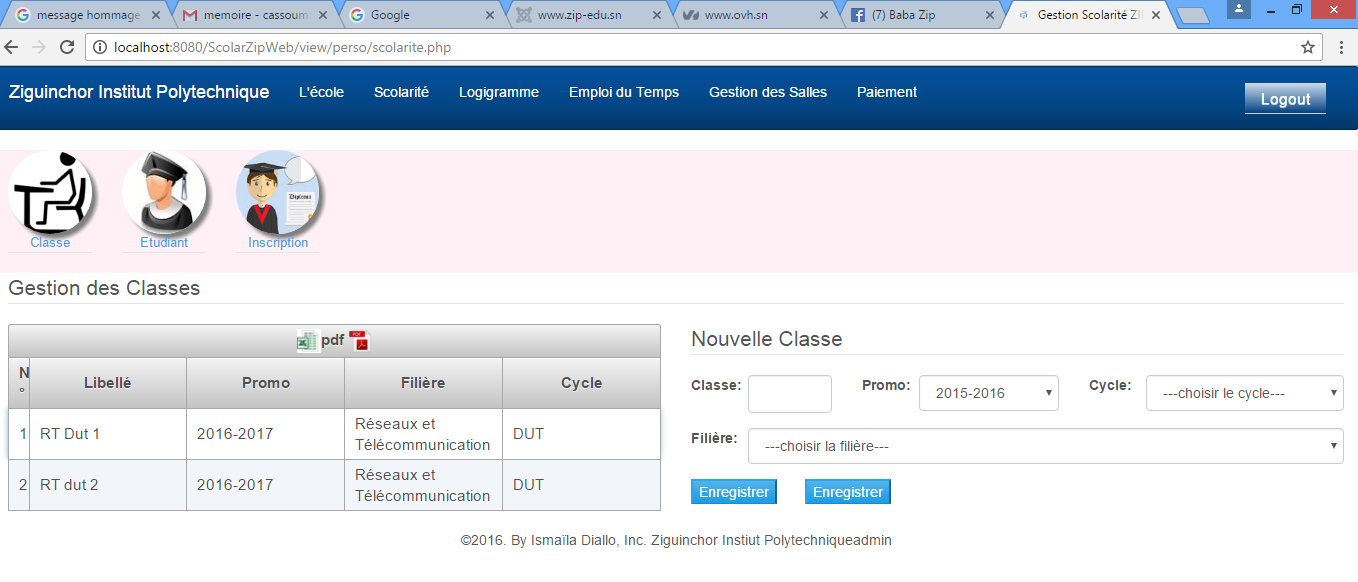 message hommage
memoire - cassoum
Google
www.zip-edu.sn
www.ovh.sn
(7) Baba Zip
Gestion Scolarité ZI
localhost:8080/ScolarZipWeb/view/perso/scolarite.php
Ziguinchor Institut Polytechnique L'école Scolarité Logigramme Emploi du Temps Gestion des Salles Paiement Logout
Diploma
Classe Etudiant Inscription
Gestion des Classes
pdf PDF
N° Libellé Promo Filière Cycle
1 RT Dut 1 2016-2017 Réseaux et Télécommunication DUT
2 RT dut 2 2016-2017 Réseaux et Télécommunication DUT
Nouvelle Classe
Classe: Promo: 2015-2016 Cycle: ---choisir le cycle---
Filière: ---choisir la filière---
Enregistrer Enregistrer
©2016. By Ismaïla Diallo, Inc. Ziguinchor Instiut Polytechniqueadmin